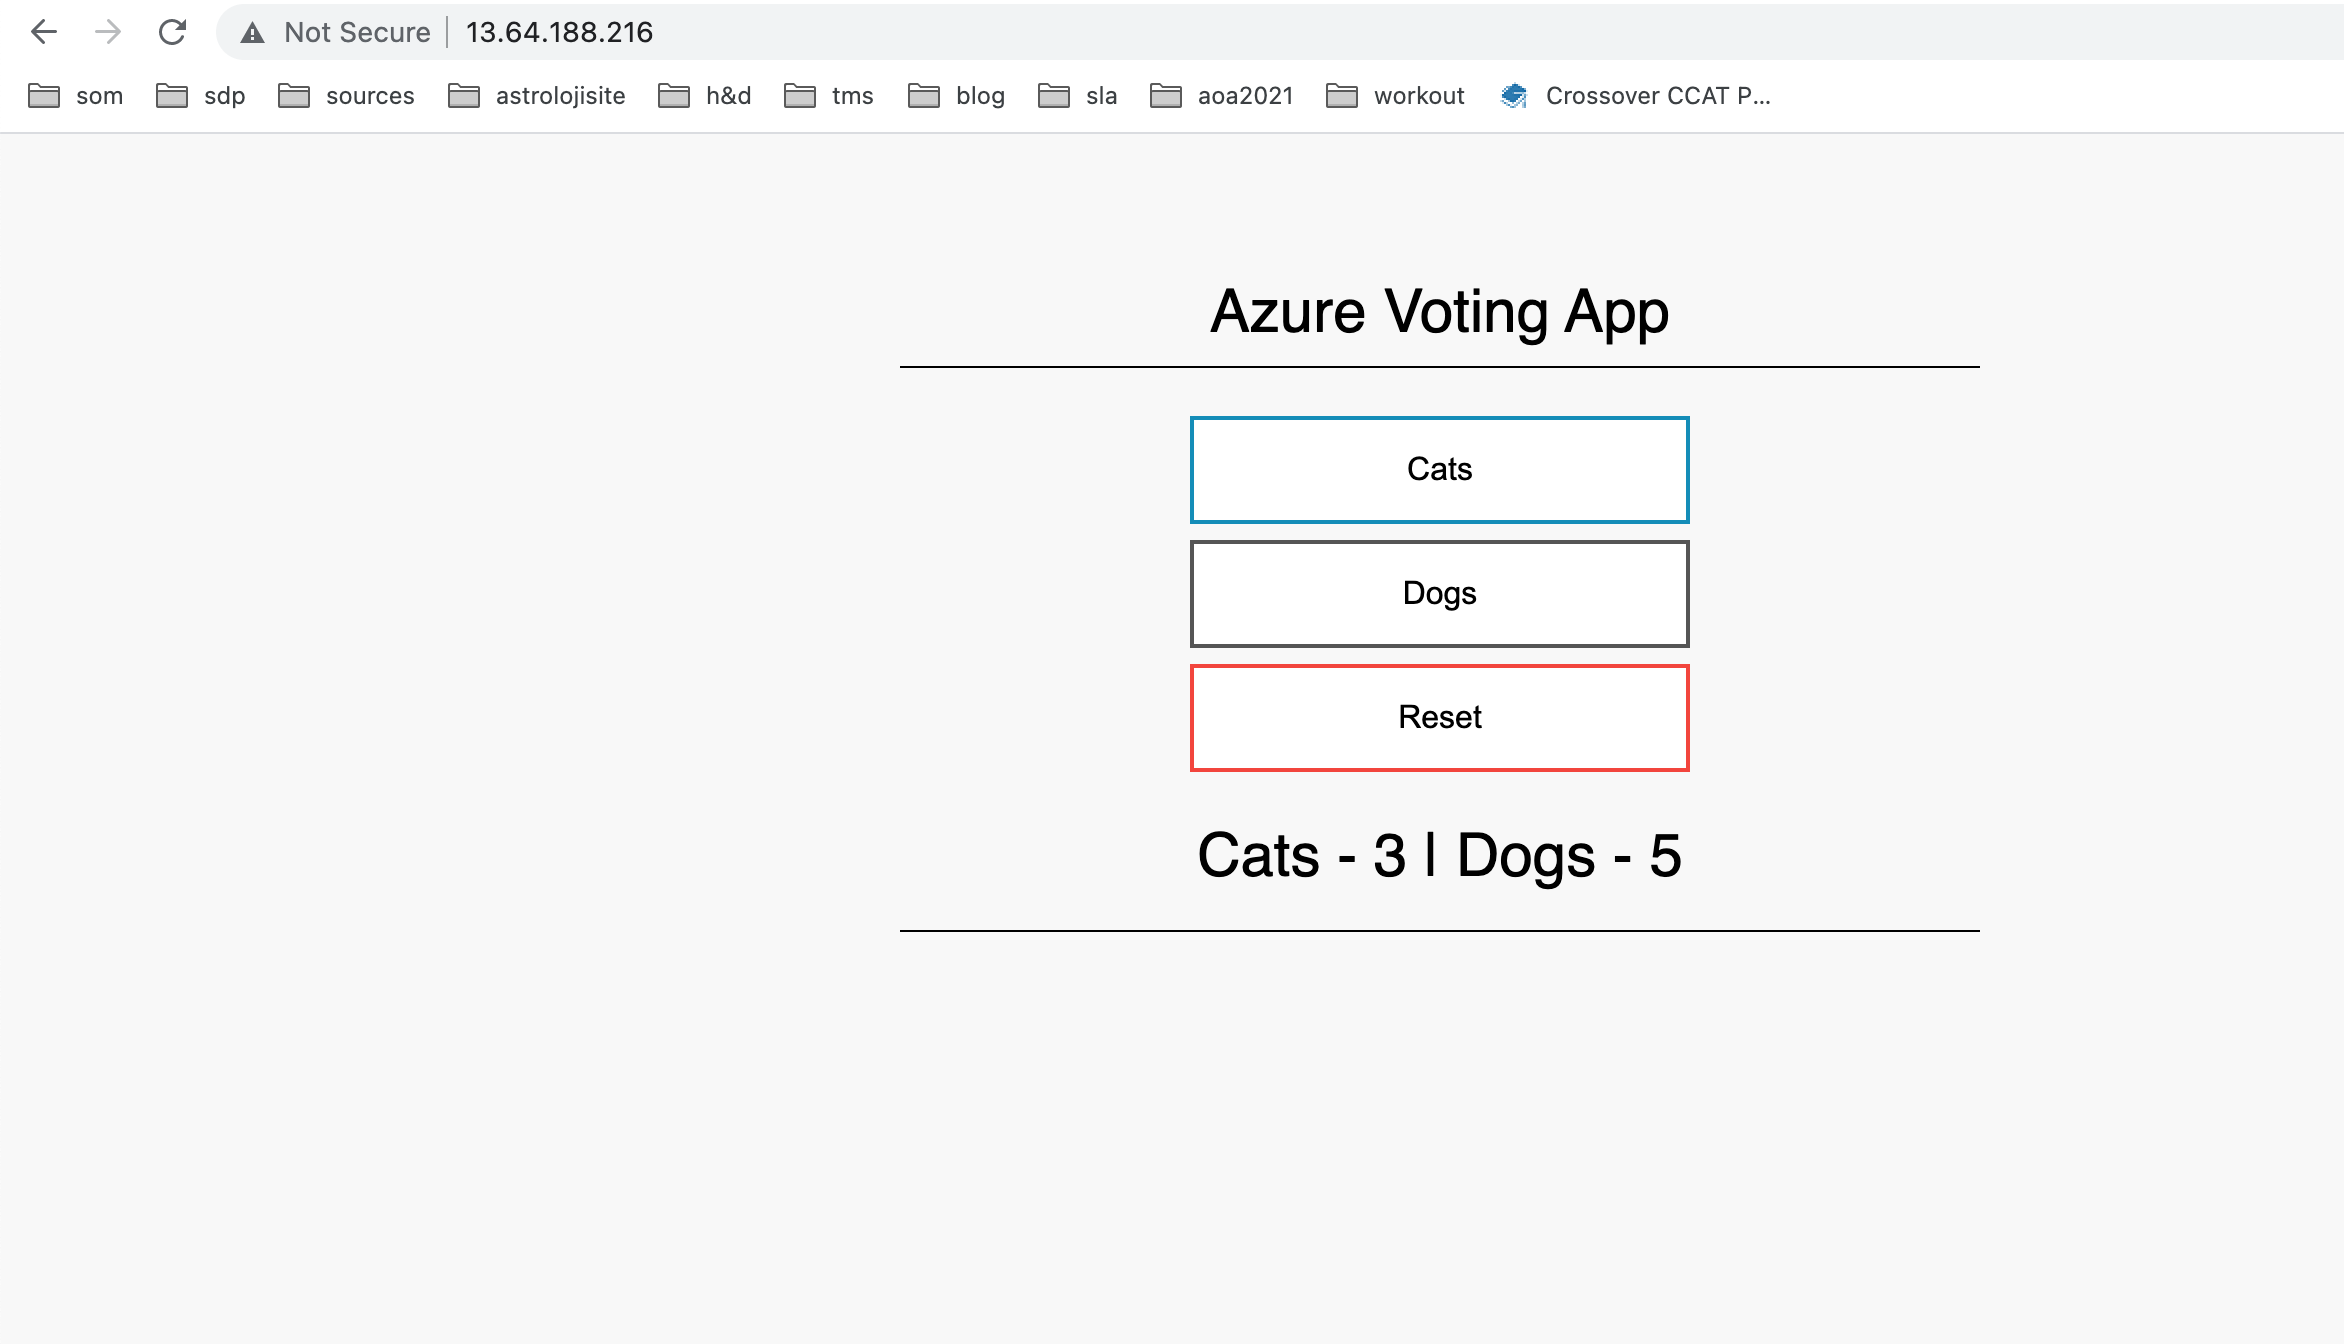 Not Secure | 13.64.188.216
som sdp sources astrolojisite h&d tms blog sla aoa2021 workout Crossover CCAT P...
Azure Voting App
Cats
Dogs
Reset
Cats - 3 | Dogs - 5